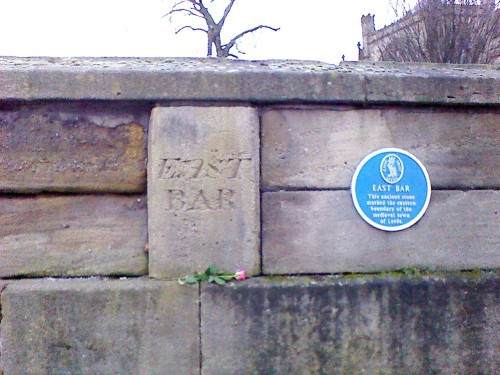 EAST
BAR
EAST BAR
This ancient stone
marked the eastern
boundary of the
medieval town
of Leeds.